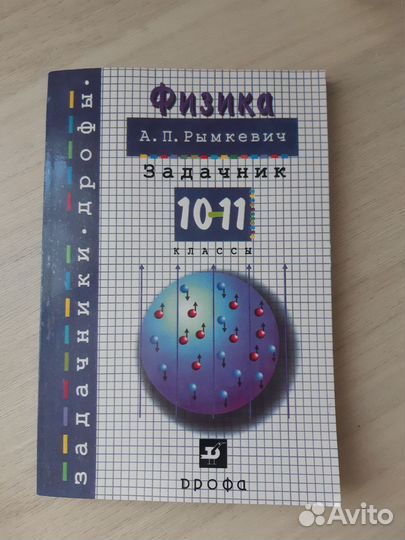 Физика
А.П.Рымкевич
Задачник
10-11
классы
дрофа
задачники.дрофы.
Avito